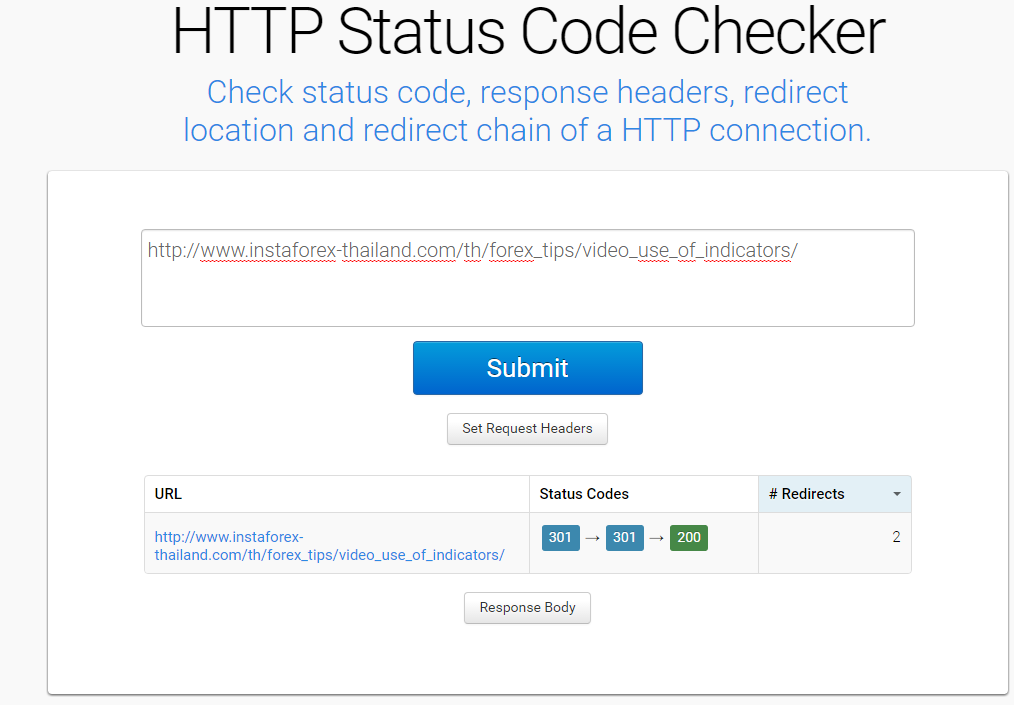 HTTP Status Code Checker
Check status code, response headers, redirect
location and redirect chain of a HTTP connection.
http://www.instaforex-thailand.com/th/forex_tips/video_use_of_indicators/
Submit
Set Request Headers
URL Status Codes # Redirects
http://www.instaforex-
thailand.com/th/forex_tips/video_use_of_indicators/
301 → 301 → 200
2
Response Body